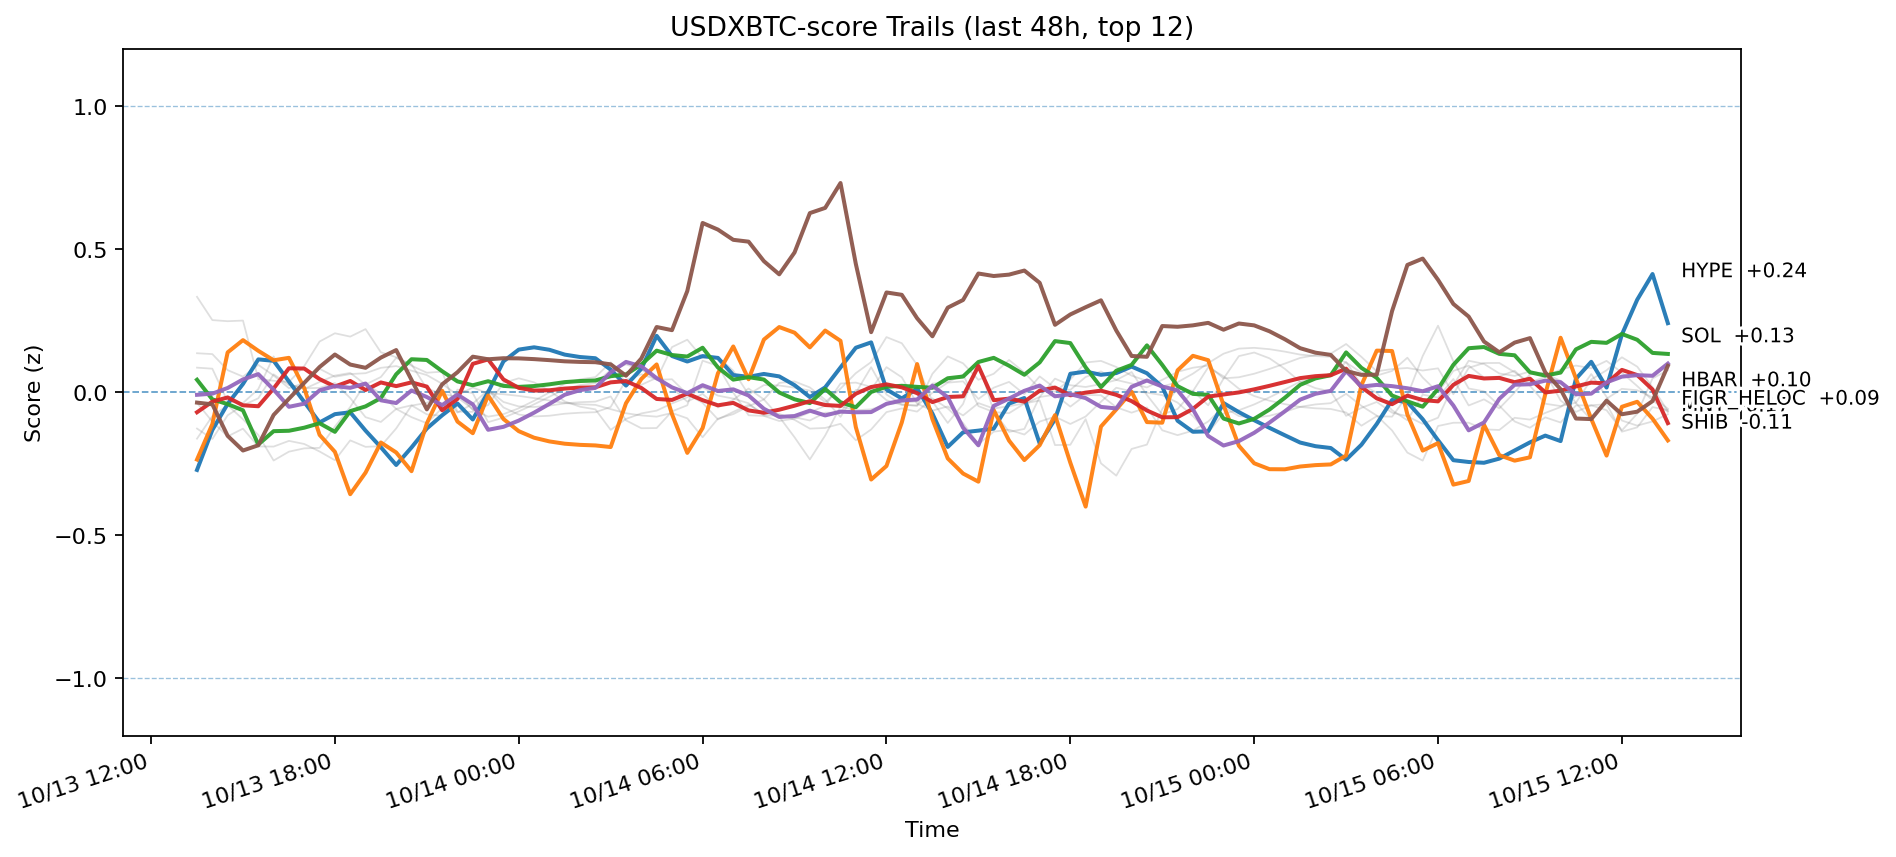 USDXBTC-score Trails (last 48h, top 12)
Score (z)
1.0
0.5
0.0
−0.5
−1.0
HYPE +0.24
SOL +0.13
HBAR +0.10
FIGR_HELOC +0.09
SHIB -0.11
10/13 12:00
10/13 18:00
10/14 00:00
10/14 06:00
10/14 12:00
10/14 18:00
10/15 00:00
10/15 06:00
10/15 12:00
Time